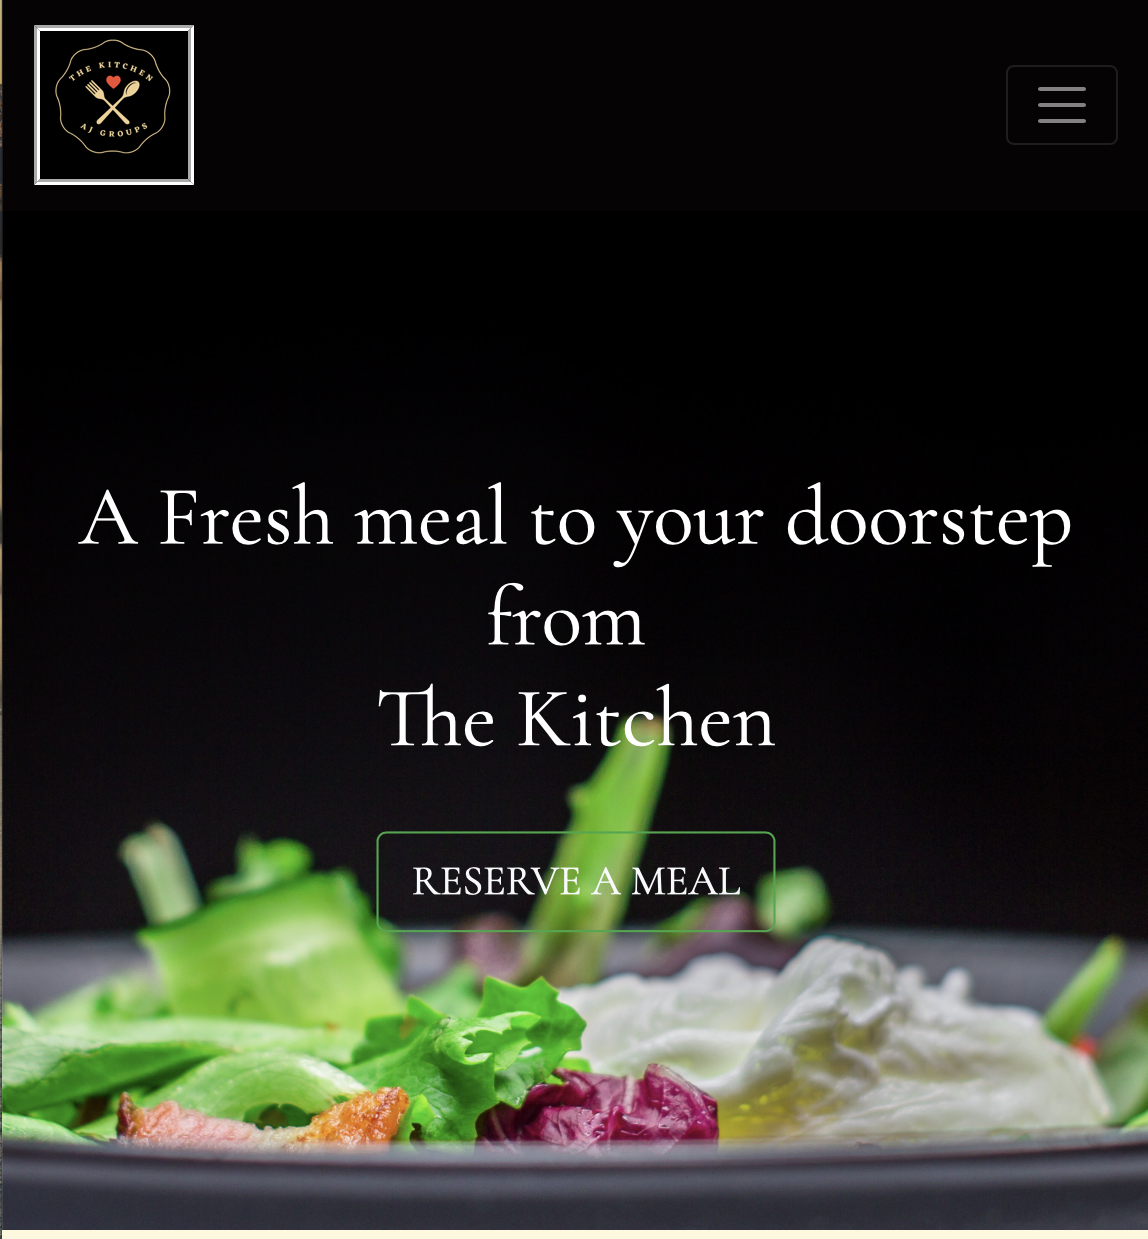 THE KITCHEN
AJ GROUPS
A Fresh meal to your doorstep
from
The Kitchen
RESERVE A MEAL